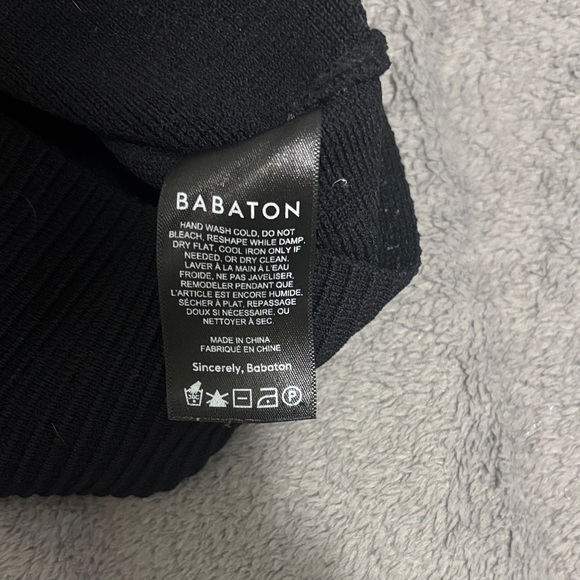 BABATON
HAND WASH COLD, DO NOT
BLEACH, RESHAPE WHILE DAMP,
DRY FLAT, COOL IRON ONLY IF
NEEDED, OR DRY CLEAN.
LAVER À LA MAIN À L'EAU
FROIDE, NE PAS JAVELISER,
REMODELER PENDANT QUE
L'ARTICLE EST ENCORE HUMIDE,
SÉCHER À PLAT, REPASSAGE
DOUX SI NÉCESSAIRE, OU
NETTOYER À SEC.
MADE IN CHINA
FABRIQUÉ EN CHINE
Sincerely, Babaton
30C P